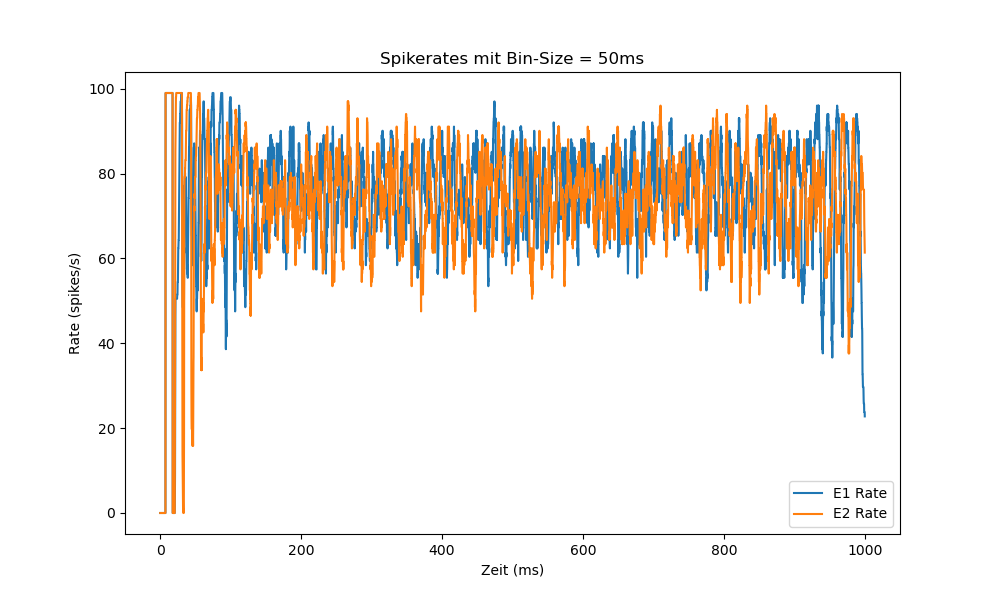 Spikerates mit Bin-Size = 50ms
100
80
60
40
20
0
Rate (spikes/s)
0
200
400
600
800
1000
Zeit (ms)
E1 Rate
E2 Rate